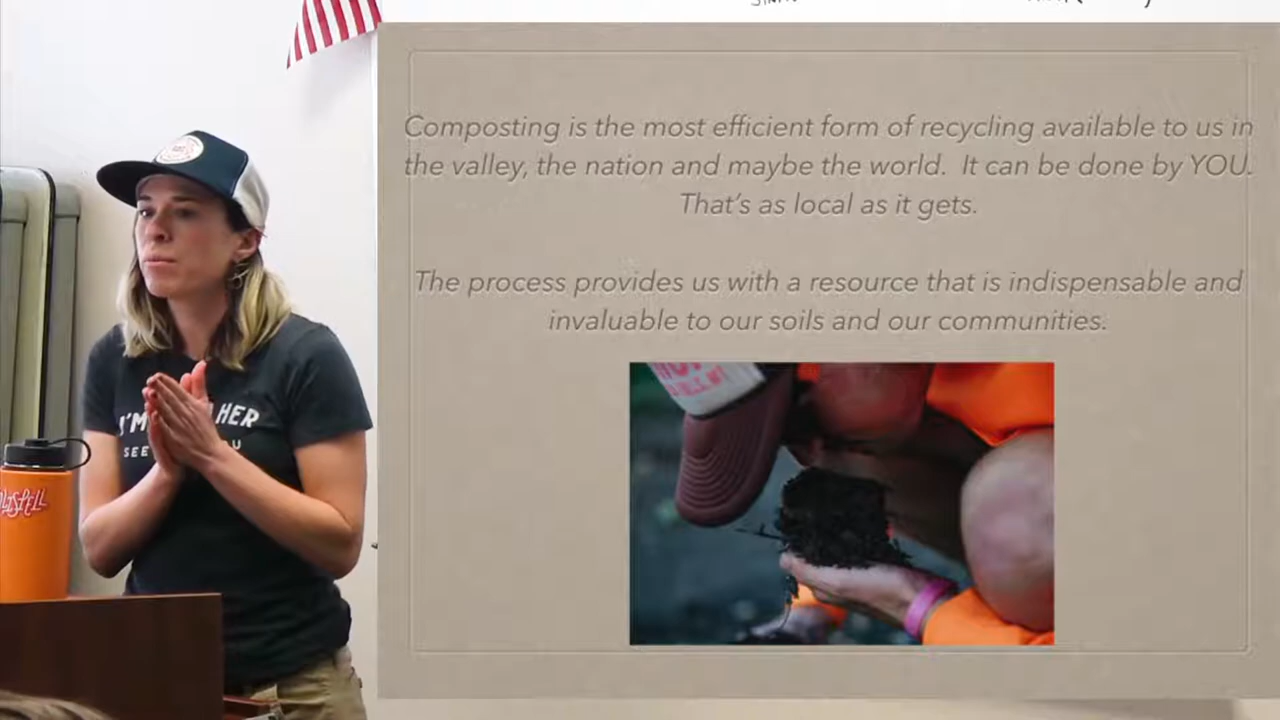 Composting is the most efficient form of recycling available to us in
the valley, the nation and maybe the world. It can be done by YOU.
That's as local as it gets.
The process provides us with a resource that is indispensable and
invaluable to our soils and our communities.
I'M HER
SEE U